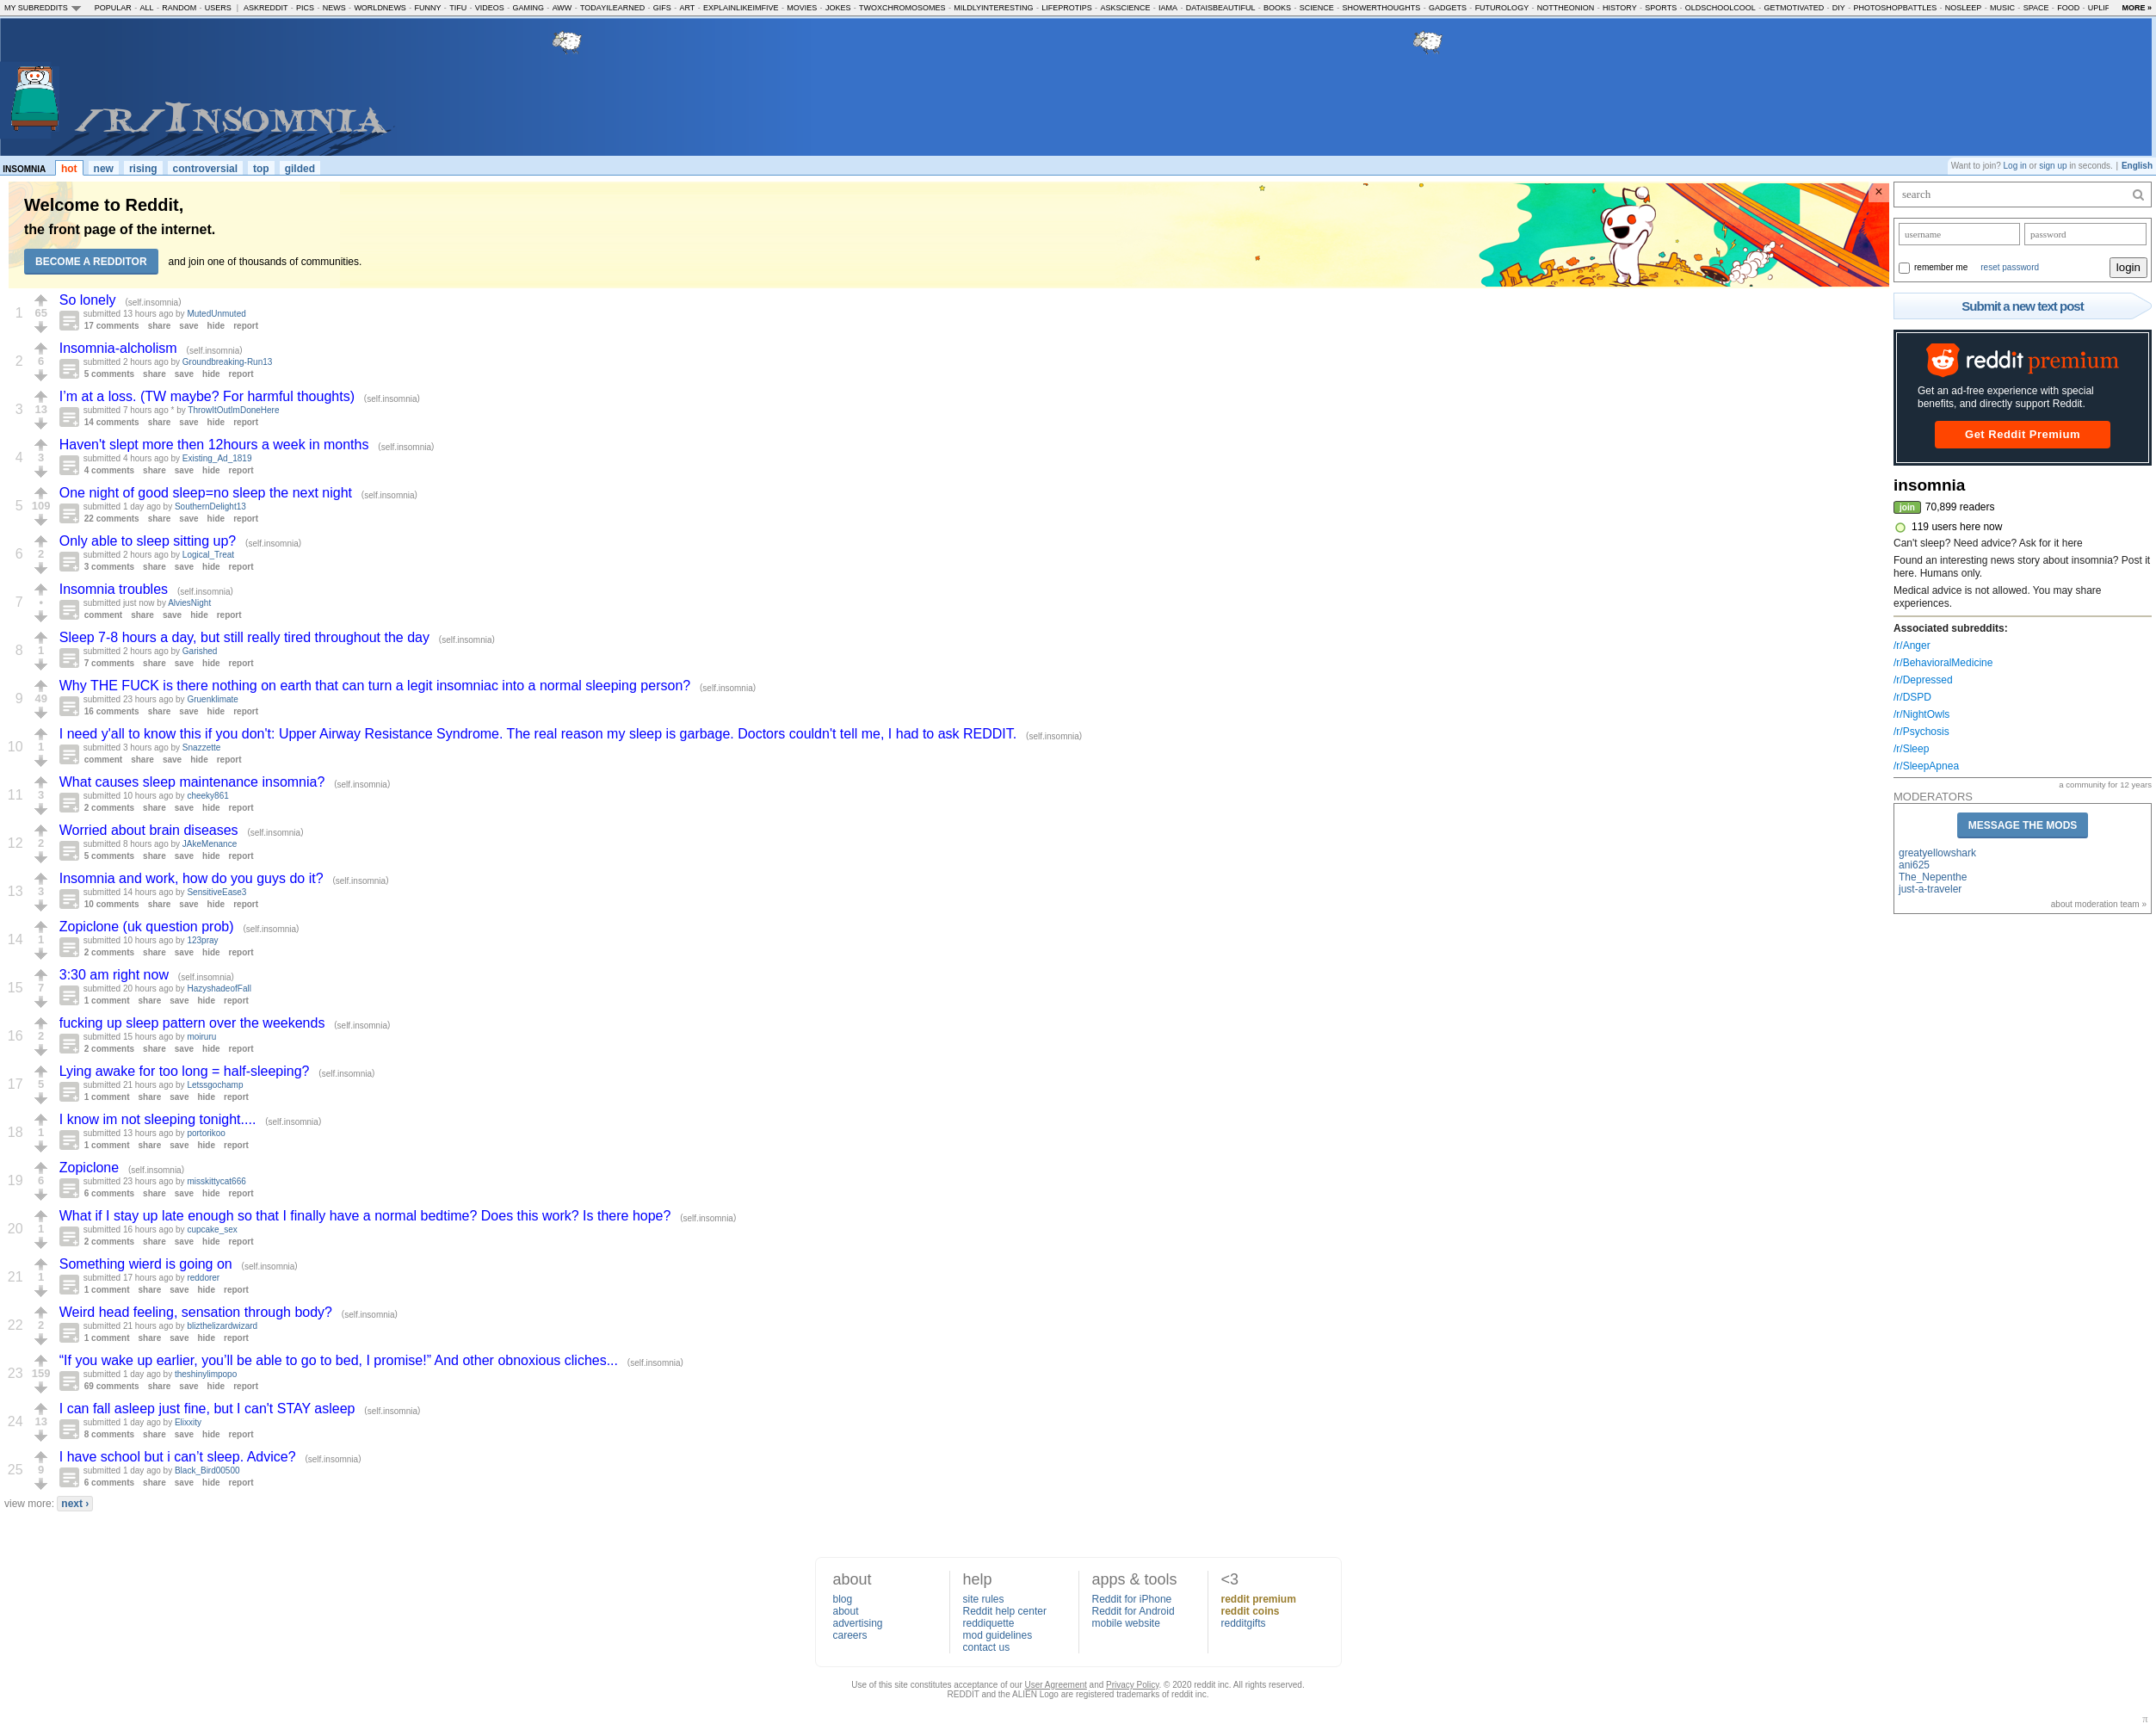 MY SUBREDDITS POPULAR - ALL - RANDOM - USERS | ASKREDDIT - PICS - NEWS - WORLDNEWS - FUNNY - TIFU - VIDEOS - GAMING - AWW - TODAYILEARNED - GIFS - ART - EXPLAINLIKEIMFIVE - MOVIES - JOKES - TWOXCHROMOSOMES - MILDLYINTERESTING - LIFEPROTIPS - ASKSCIENCE - IAMA - DATAISBEAUTIFUL - BOOKS - SCIENCE - SHOWERTHOUGHTS - GADGETS - FUTUROLOGY - NOTTHEONION - HISTORY - SPORTS - OLDSCHOOLCOOL - GETMOTIVATED - DIY - PHOTOSHOPBATTLES - NOSLEEP - MUSIC - SPACE - FOOD - UPLIF MORE »
/R/INSOMNIA
INSOMNIA hot new rising controversial top gilded
Want to join? Log in or sign up in seconds. | English
Welcome to Reddit,
the front page of the internet.
BECOME A REDDITOR and join one of thousands of communities.
×
1 65 So lonely (self.insomnia)
submitted 13 hours ago by MutedUnmuted
17 comments share save hide report
2 6 Insomnia-alcholism (self.insomnia)
submitted 2 hours ago by Groundbreaking-Run13
5 comments share save hide report
3 13 I'm at a loss. (TW maybe? For harmful thoughts) (self.insomnia)
submitted 7 hours ago * by ThrowItOutImDoneHere
14 comments share save hide report
4 3 Haven't slept more then 12hours a week in months (self.insomnia)
submitted 4 hours ago by Existing_Ad_1819
4 comments share save hide report
5 109 One night of good sleep=no sleep the next night (self.insomnia)
submitted 1 day ago by SouthernDelight13
22 comments share save hide report
6 2 Only able to sleep sitting up? (self.insomnia)
submitted 2 hours ago by Logical_Treat
3 comments share save hide report
7 • Insomnia troubles (self.insomnia)
submitted just now by AlviesNight
comment share save hide report
8 1 Sleep 7-8 hours a day, but still really tired throughout the day (self.insomnia)
submitted 2 hours ago by Garished
7 comments share save hide report
9 49 Why THE FUCK is there nothing on earth that can turn a legit insomniac into a normal sleeping person? (self.insomnia)
submitted 23 hours ago by Gruenklimate
16 comments share save hide report
10 1 I need y'all to know this if you don't: Upper Airway Resistance Syndrome. The real reason my sleep is garbage. Doctors couldn't tell me, I had to ask REDDIT. (self.insomnia)
submitted 3 hours ago by Snazzette
comment share save hide report
11 3 What causes sleep maintenance insomnia? (self.insomnia)
submitted 10 hours ago by cheeky861
2 comments share save hide report
12 2 Worried about brain diseases (self.insomnia)
submitted 8 hours ago by JAkeMenance
5 comments share save hide report
13 3 Insomnia and work, how do you guys do it? (self.insomnia)
submitted 14 hours ago by SensitiveEase3
10 comments share save hide report
14 1 Zopiclone (uk question prob) (self.insomnia)
submitted 10 hours ago by 123pray
2 comments share save hide report
15 7 3:30 am right now (self.insomnia)
submitted 20 hours ago by HazyshadeofFall
1 comment share save hide report
16 2 fucking up sleep pattern over the weekends (self.insomnia)
submitted 15 hours ago by moiruru
2 comments share save hide report
17 5 Lying awake for too long = half-sleeping? (self.insomnia)
submitted 21 hours ago by Letssgochamp
1 comment share save hide report
18 1 I know im not sleeping tonight.... (self.insomnia)
submitted 13 hours ago by portorikoo
1 comment share save hide report
19 6 Zopiclone (self.insomnia)
submitted 23 hours ago by misskittycat666
6 comments share save hide report
20 1 What if I stay up late enough so that I finally have a normal bedtime? Does this work? Is there hope? (self.insomnia)
submitted 16 hours ago by cupcake_sex
2 comments share save hide report
21 1 Something wierd is going on (self.insomnia)
submitted 17 hours ago by reddorer
1 comment share save hide report
22 2 Weird head feeling, sensation through body? (self.insomnia)
submitted 21 hours ago by blizthelizardwizard
1 comment share save hide report
23 159 “If you wake up earlier, you’ll be able to go to bed, I promise!” And other obnoxious cliches... (self.insomnia)
submitted 1 day ago by theshinylimpopo
69 comments share save hide report
24 13 I can fall asleep just fine, but I can't STAY asleep (self.insomnia)
submitted 1 day ago by Elixxity
8 comments share save hide report
25 9 I have school but i can’t sleep. Advice? (self.insomnia)
submitted 1 day ago by Black_Bird00500
6 comments share save hide report
view more: next ›
search
username password
remember me reset password login
Submit a new text post
reddit premium
Get an ad-free experience with special
benefits, and directly support Reddit.
Get Reddit Premium
insomnia
join 70,899 readers
119 users here now
Can't sleep? Need advice? Ask for it here
Found an interesting news story about insomnia? Post it
here. Humans only.
Medical advice is not allowed. You may share
experiences.
Associated subreddits:
/r/Anger
/r/BehavioralMedicine
/r/Depressed
/r/DSPD
/r/NightOwls
/r/Psychosis
/r/Sleep
/r/SleepApnea
a community for 12 years
MODERATORS
MESSAGE THE MODS
greatyellowshark
ani625
The_Nepenthe
just-a-traveler
about moderation team »
about
blog
about
advertising
careers
help
site rules
Reddit help center
reddiquette
mod guidelines
contact us
apps & tools
Reddit for iPhone
Reddit for Android
mobile website
<3
reddit premium
reddit coins
redditgifts
Use of this site constitutes acceptance of our User Agreement and Privacy Policy. © 2020 reddit inc. All rights reserved.
REDDIT and the ALIEN Logo are registered trademarks of reddit inc.
π